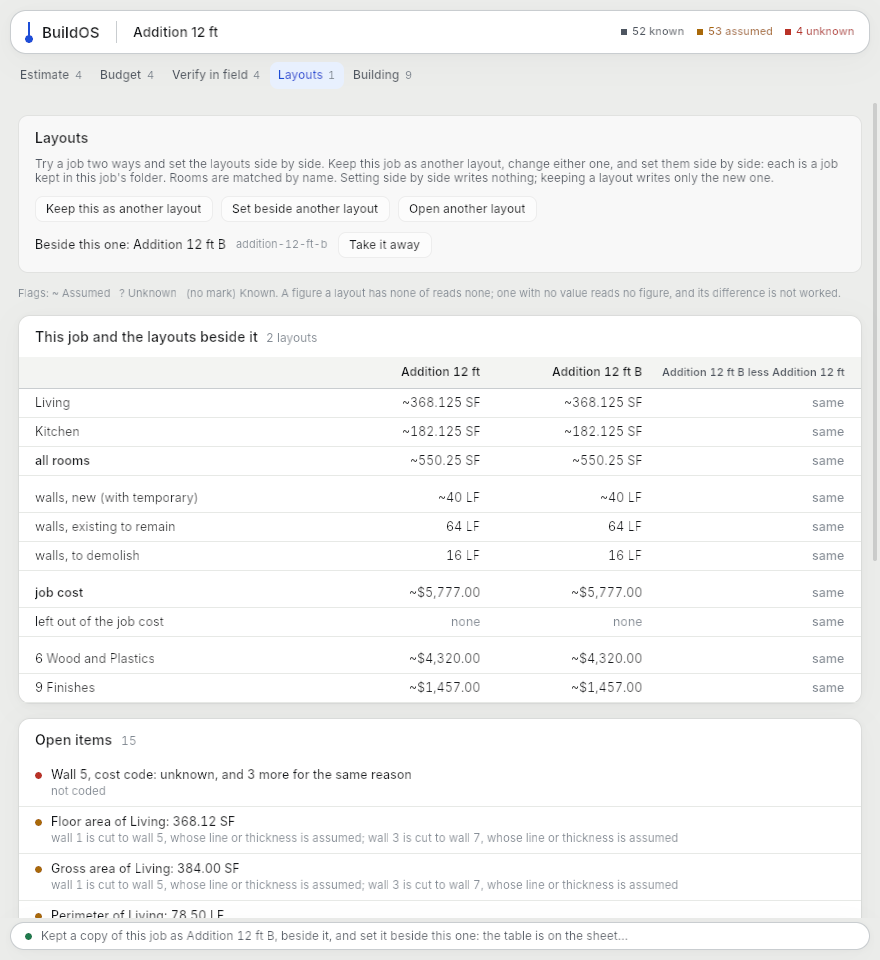 BuildOS
Addition 12 ft
52 known
53 assumed
4 unknown
Estimate 4
Budget 4
Verify in field 4
Layouts 1
Building 9
Layouts
Try a job two ways and set the layouts side by side. Keep this job as another layout, change either one, and set them side by side: each is a job
kept in this job's folder. Rooms are matched by name. Setting side by side writes nothing; keeping a layout writes only the new one.
Keep this as another layout
Set beside another layout
Open another layout
Beside this one: Addition 12 ft B addition-12-ft-b Take it away
Flags: ~ Assumed ? Unknown (no mark) Known. A figure a layout has none of reads none; one with no value reads no figure, and its difference is not worked.
This job and the layouts beside it 2 layouts
Addition 12 ft Addition 12 ft B Addition 12 ft B less Addition 12 ft
Living ~368.125 SF ~368.125 SF same
Kitchen ~182.125 SF ~182.125 SF same
all rooms ~550.25 SF ~550.25 SF same
walls, new (with temporary) ~40 LF ~40 LF same
walls, existing to remain 64 LF 64 LF same
walls, to demolish 16 LF 16 LF same
job cost ~$5,777.00 ~$5,777.00 same
left out of the job cost none none same
6 Wood and Plastics ~$4,320.00 ~$4,320.00 same
9 Finishes ~$1,457.00 ~$1,457.00 same
Open items 15
Wall 5, cost code: unknown, and 3 more for the same reason
not coded
Floor area of Living: 368.12 SF
wall 1 is cut to wall 5, whose line or thickness is assumed; wall 3 is cut to wall 7, whose line or thickness is assumed
Gross area of Living: 384.00 SF
wall 1 is cut to wall 5, whose line or thickness is assumed; wall 3 is cut to wall 7, whose line or thickness is assumed
Perimeter of Living: 78.50 LF
Kept a copy of this job as Addition 12 ft B, beside it, and set it beside this one: the table is on the sheet...